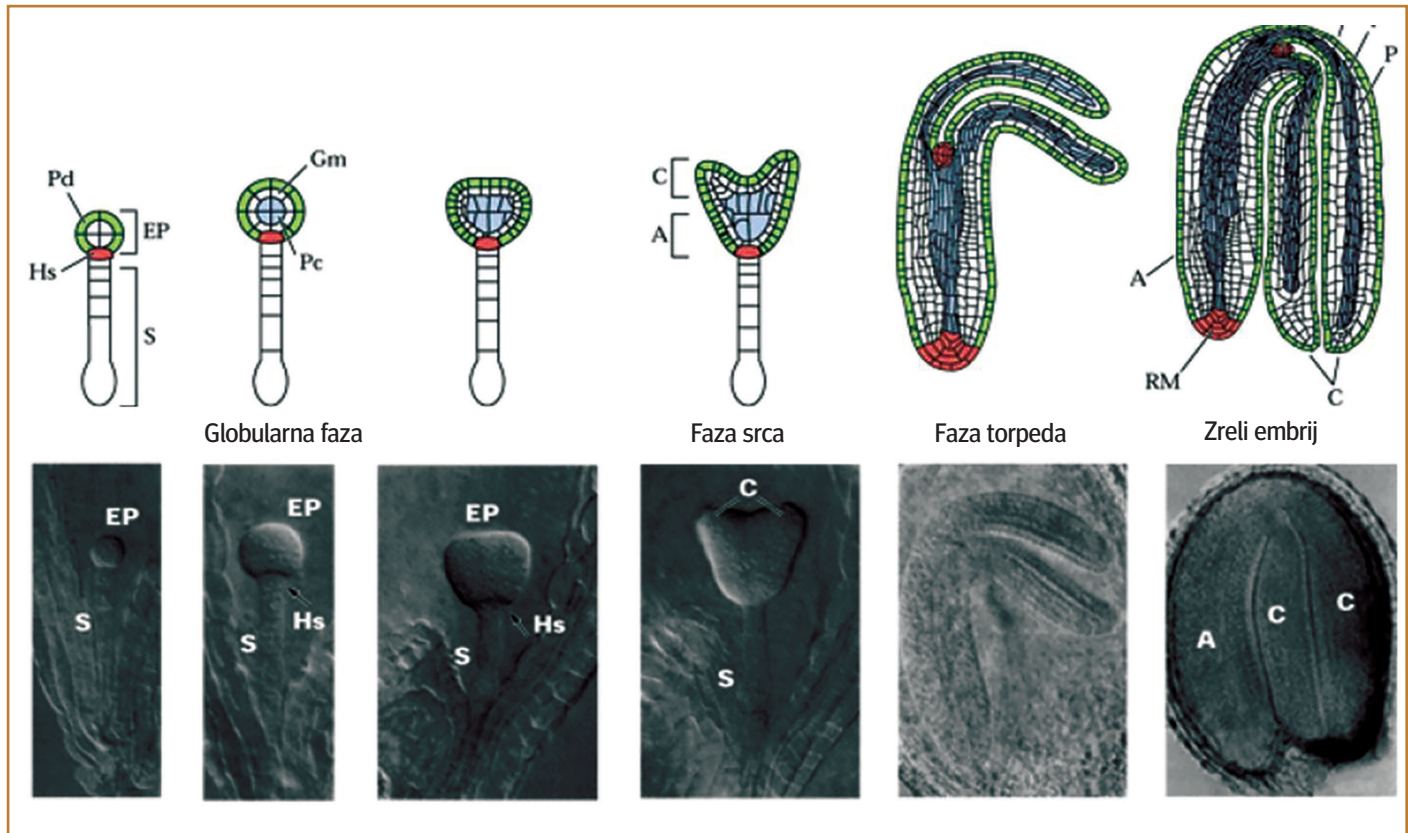 Gm
Pd
EP
Hs
Pc
S
C
A
P
A
RM
C
Globularna faza
Faza srca
Faza torpeda
Zreli embrij
EP
S
EP
Hs
S
EP
Hs
S
C
S
A
C
C